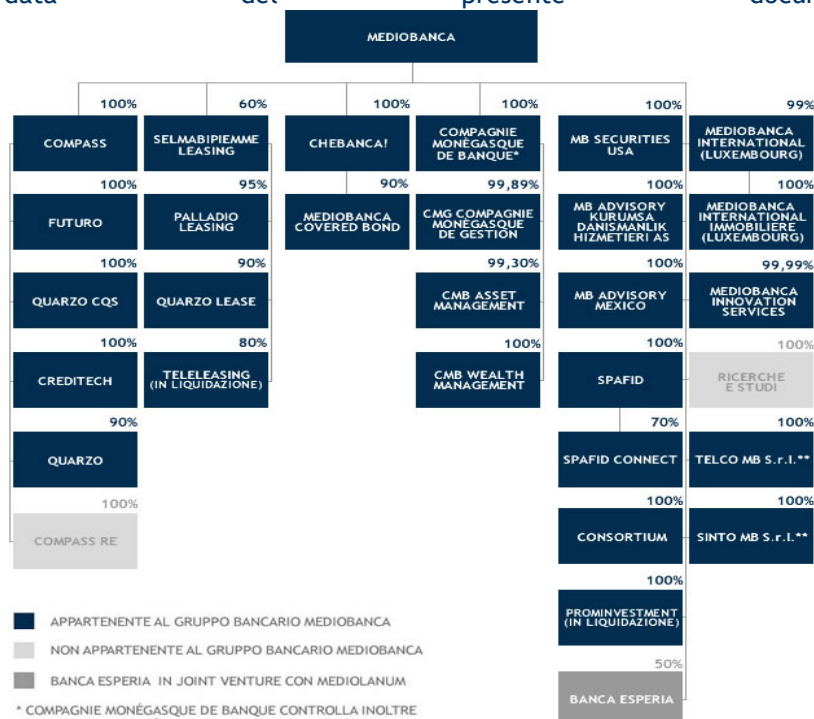 data del presente docu
MEDIOBANCA
100% 60% 100% 100% 100% 99%
COMPASS
SELMABIPIEMME
LEASING
CHEBANCA!
COMPAGNIE
MONÉGASQUE
DE BANQUE*
MB SECURITIES
USA
MEDIOBANCA
INTERNATIONAL
(LUXEMBOURG)
100% 95% 90% 99,89% 100% 100%
FUTURO
PALLADIO
LEASING
MEDIOBANCA
COVERED BOND
CMG COMPAGNIE
MONÉGASQUE
DE GESTIÓN
MB ADVISORY
KURUMSA
DANISMANLIK
HIZMETIERI AS
MEDIOBANCA
INTERNATIONAL
IMMOBILIERE
(LUXEMBOURG)
100% 90% 99,30% 100% 99,99%
QUARZO CQS
QUARZO LEASE
CMB ASSET
MANAGEMENT
MB ADVISORY
MEXICO
MEDIOBANCA
INNOVATION
SERVICES
100% 80% 100% 100% 100%
CREDITECH
TELELEASING
(IN LIQUIDAZIONE)
CMB WEALTH
MANAGEMENT
SPAFID
RICERCHE
E STUDI
90% 70% 100%
QUARZO
SPAFID CONNECT
TELCO MB S.r.l.**
100% 100% 100%
COMPASS RE
CONSORTIUM
SINTO MB S.r.l.**
100%
PROMINVESTMENT
(IN LIQUIDAZIONE)
50%
BANCA ESPERIA
APPARTENENTE AL GRUPPO BANCARIO MEDIOBANCA
NON APPARTENENTE AL GRUPPO BANCARIO MEDIOBANCA
BANCA ESPERIA IN JOINT VENTURE CON MEDIOLANUM
* COMPAGNIE MONÉGASQUE DE BANQUE CONTROLLA INOLTRE